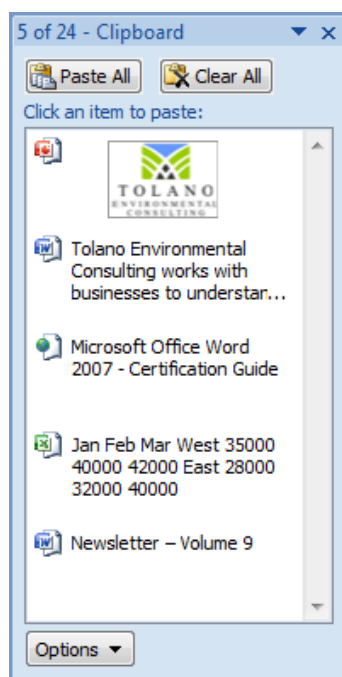 5 of 24 - Clipboard
Paste All
Clear All
Click an item to paste:
TOLANO
ENVIRONMENTAL
CONSULTING
Tolano Environmental
Consulting works with
businesses to understan...
Microsoft Office Word
2007 - Certification Guide
Jan Feb Mar West 35000
40000 42000 East 28000
32000 40000
Newsletter – Volume 9
Options